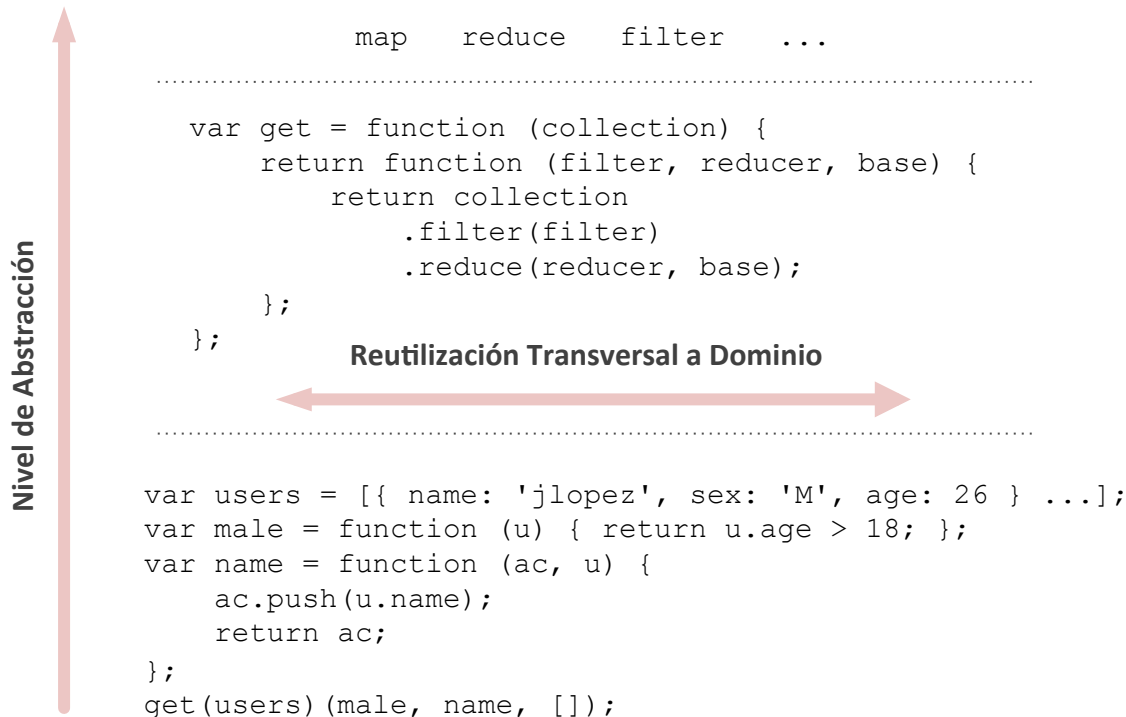 map reduce filter ...
var get = function (collection) {
    return function (filter, reducer, base) {
        return collection
            .filter(filter)
            .reduce(reducer, base);
    };
};
Reutilización Transversal a Dominio
Nivel de Abstracción
var users = [{ name: 'jlopez', sex: 'M', age: 26 } ...];
var male = function (u) { return u.age > 18; };
var name = function (ac, u) {
    ac.push(u.name);
    return ac;
};
get(users)(male, name, []);